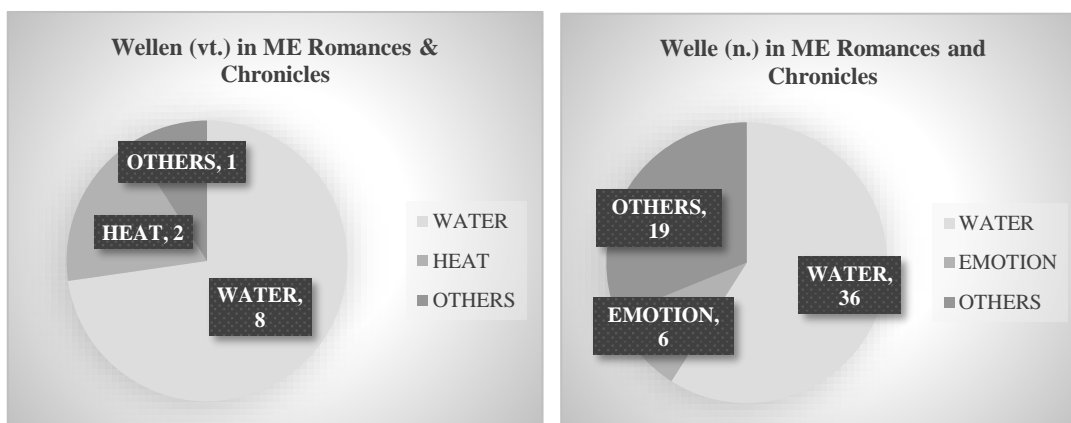 Wellen (vt.) in ME Romances &
Chronicles
OTHERS, 1
HEAT, 2
WATER,
8
WATER
HEAT
OTHERS
Welle (n.) in ME Romances and
Chronicles
OTHERS,
19
WATER,
36
EMOTION,
6
WATER
EMOTION
OTHERS